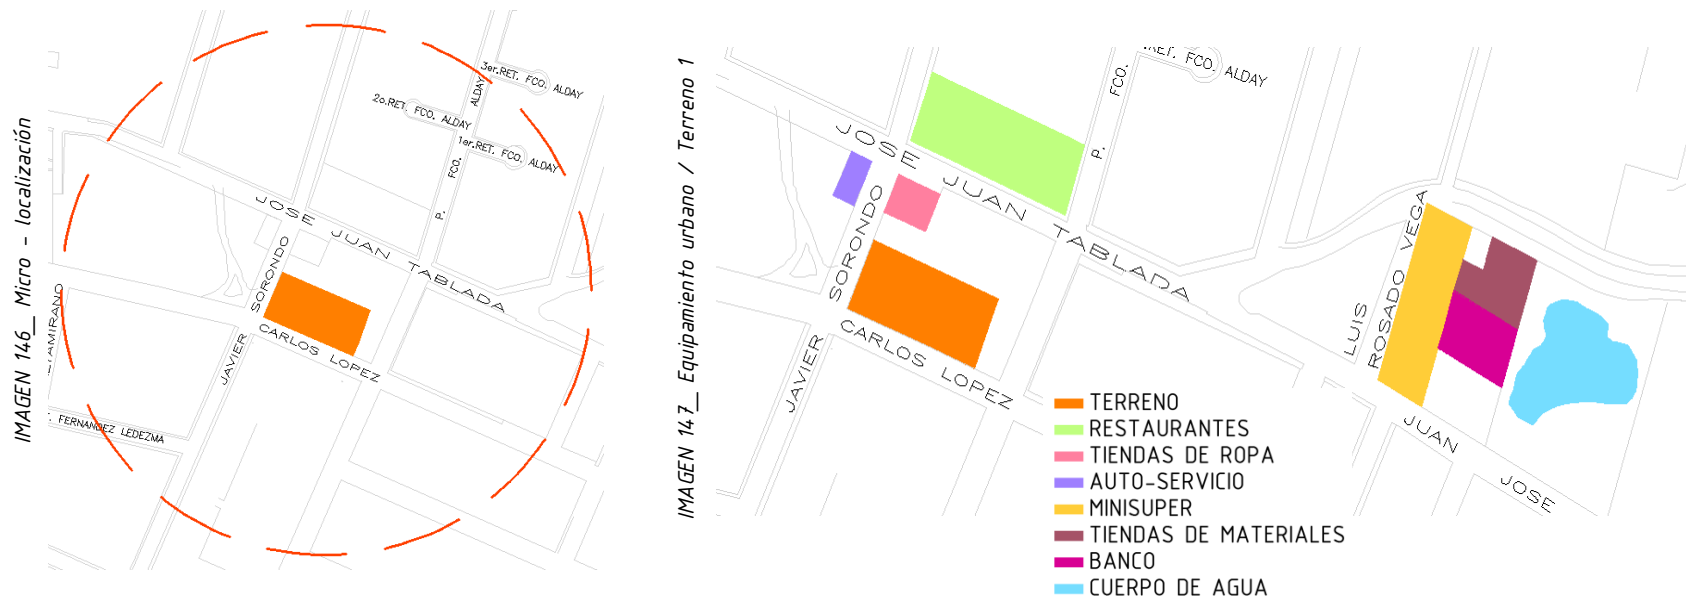 IMAGEN 146_ Micro - localización
3er.RET. FCO. ALDAY
2o.RET. FCO. ALDAY
1er.RET. FCO. ALDAY
P. FCO. ALDAY
JOSE JUAN TABLADA
JAVIER SORONDO
CARLOS LOPEZ
FERNANDEZ LEDEZMA
IMAGEN 147_ Equipamiento urbano / Terreno 1
RET. FCO. ALDAY
P. FCO.
JOSE JUAN TABLADA
JAVIER SORONDO
CARLOS LOPEZ
LUIS ROSADO VEGA
JUAN JOSE
TERRENO
RESTAURANTES
TIENDAS DE ROPA
AUTO-SERVICIO
MINISUPER
TIENDAS DE MATERIALES
BANCO
CUERPO DE AGUA